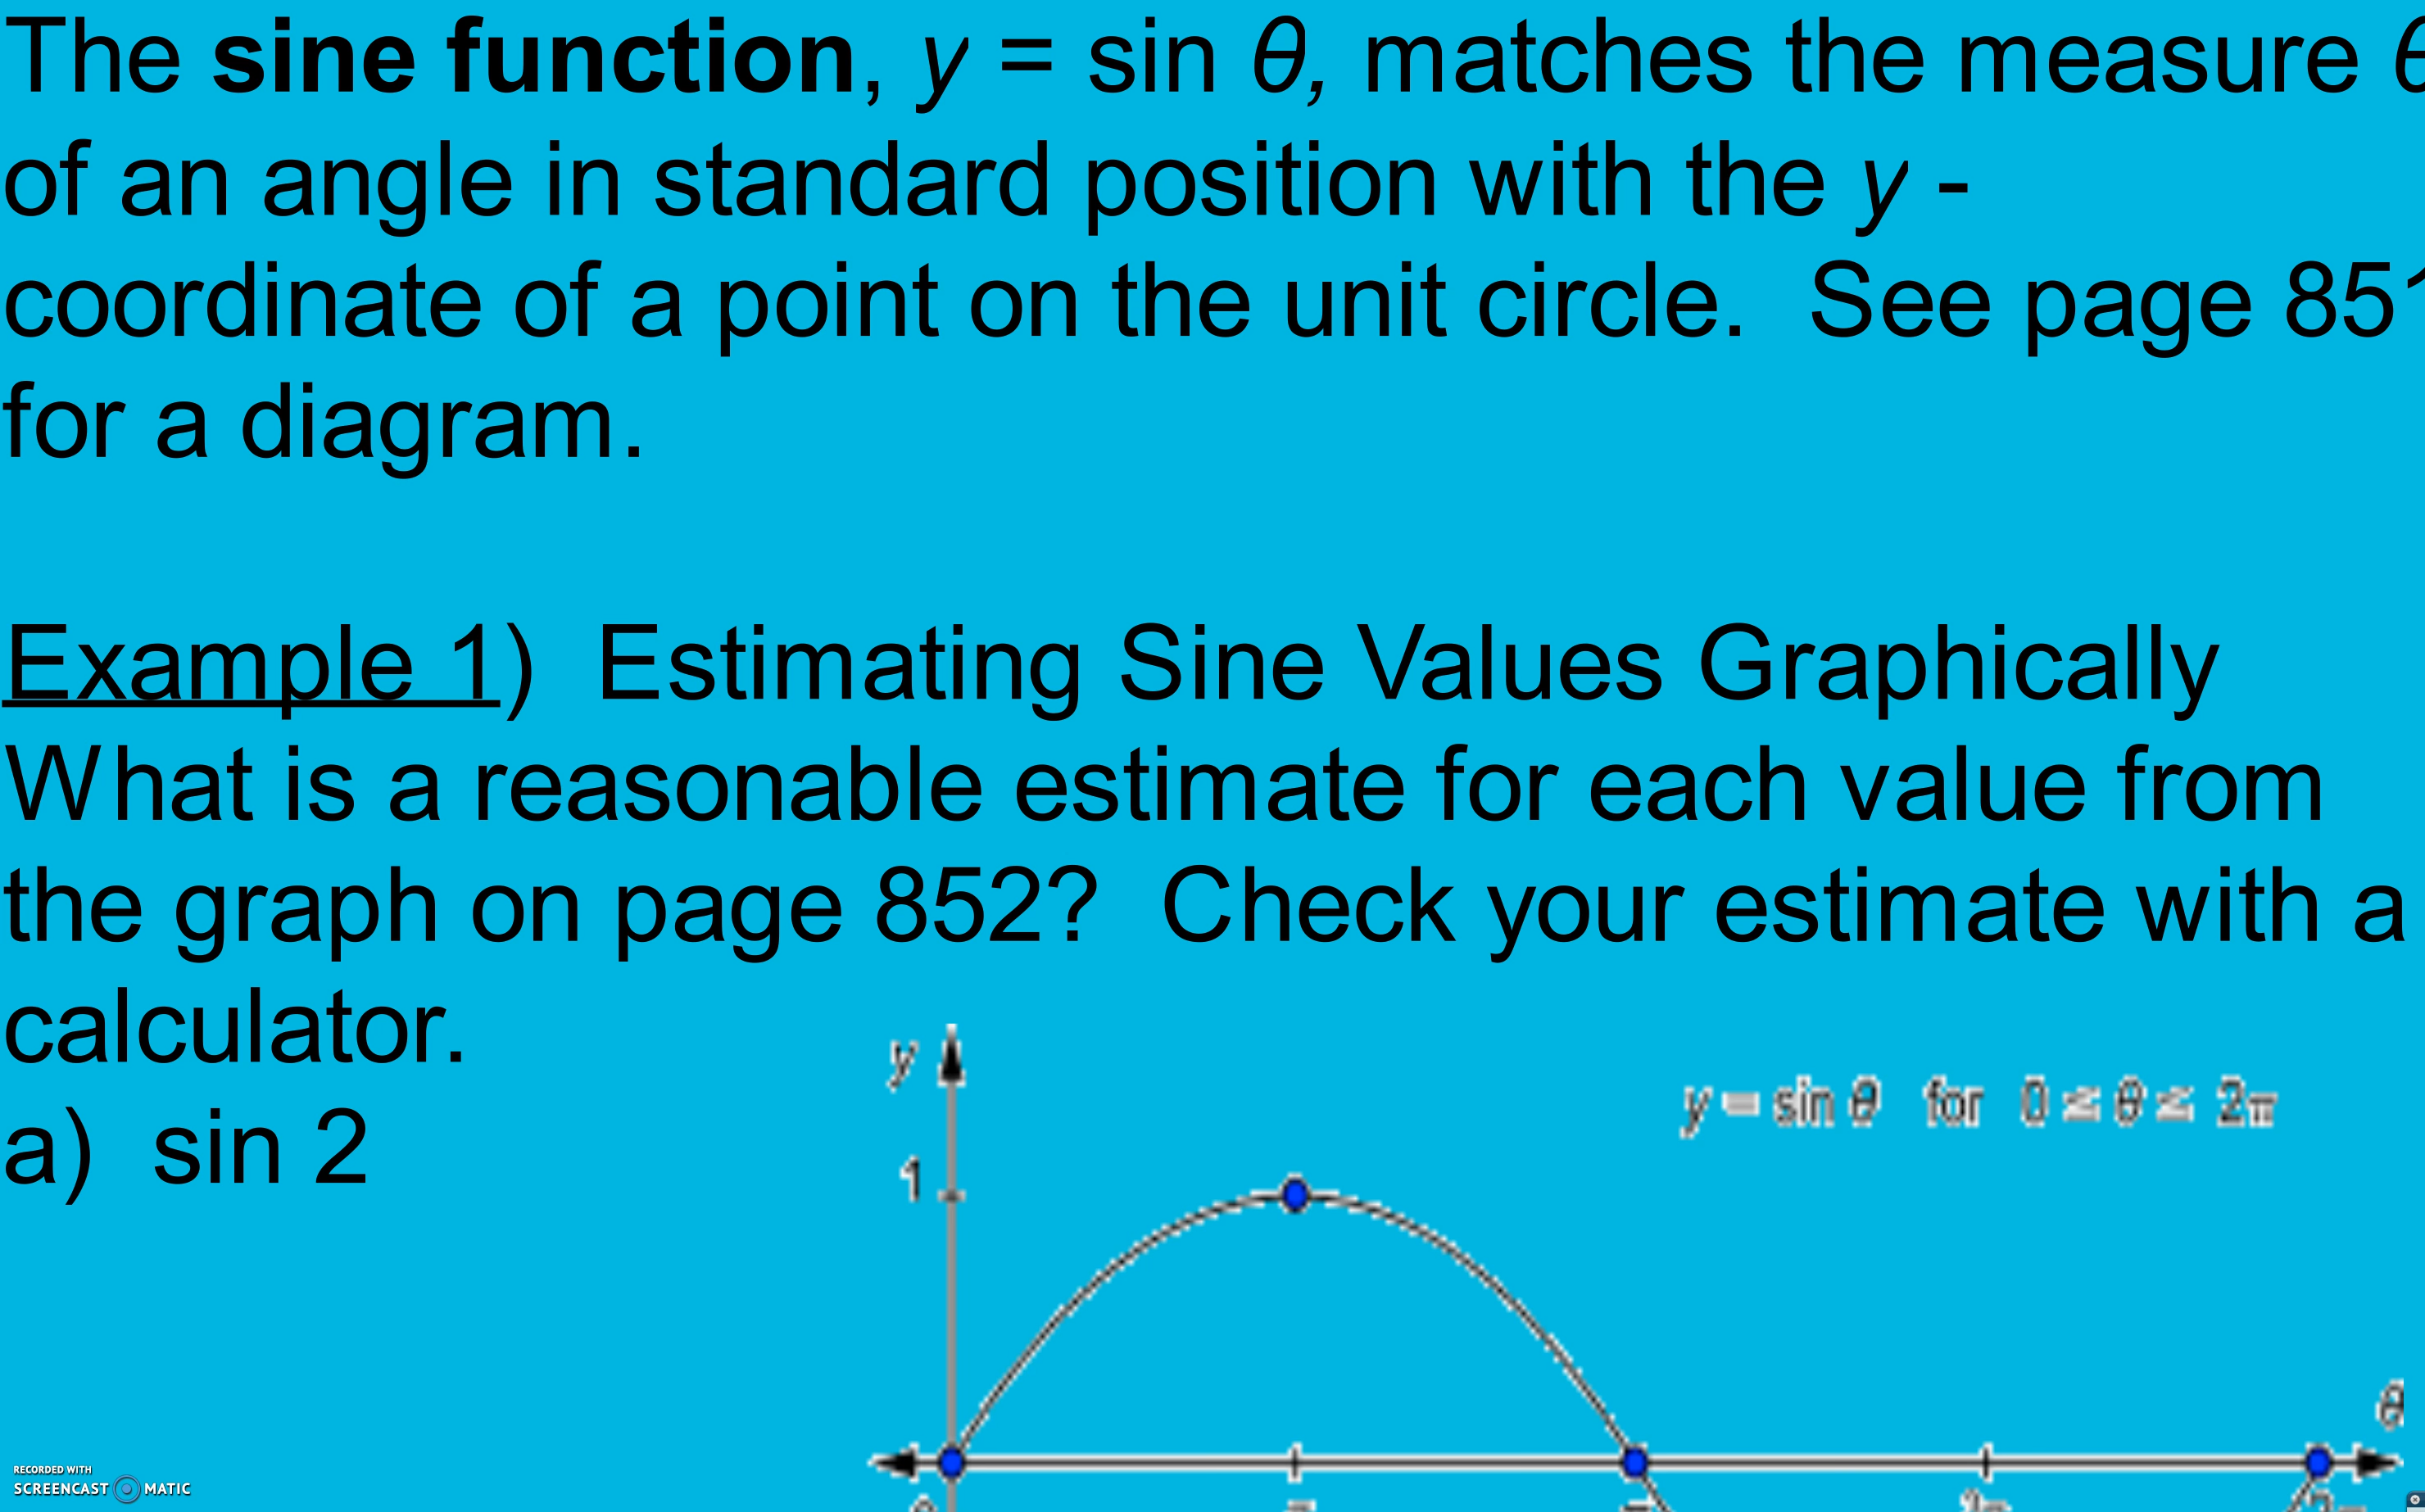 The sine function, y = sin θ, matches the measure θ
of an angle in standard position with the y -
coordinate of a point on the unit circle.  See page 851
for a diagram.
Example 1)  Estimating Sine Values Graphically
What is a reasonable estimate for each value from
the graph on page 852?  Check your estimate with a
calculator.
a)  sin 2
y
y = sin θ  for  0 ≤ θ ≤ 2π
1
θ
RECORDED WITH
SCREENCAST MATIC